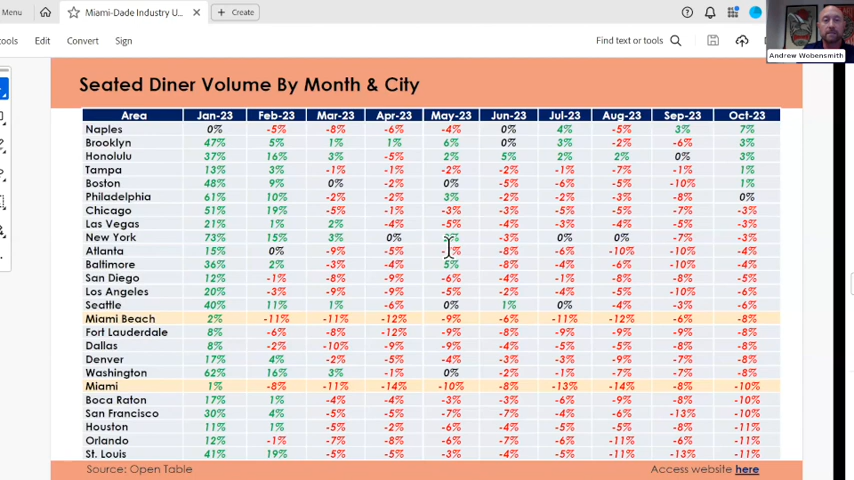 Menu Miami-Dade Industry U... Create
ools Edit Convert Sign Find text or tools
Andrew Wobensmith
Seated Diner Volume By Month & City
Area Jan-23 Feb-23 Mar-23 Apr-23 May-23 Jun-23 Jul-23 Aug-23 Sep-23 Oct-23
Naples 0% -5% -8% -6% -4% 0% 4% -5% 3% 7%
Brooklyn 47% 5% 1% 1% 6% 0% 3% -2% -6% 3%
Honolulu 37% 16% 3% -5% 2% 5% 2% 2% 0% 3%
Tampa 13% 3% -1% -1% -2% -2% -1% -7% -1% 1%
Boston 48% 9% 0% -2% 0% -5% -6% -5% -10% 1%
Philadelphia 61% 10% -2% -2% 3% -2% -2% -3% -8% 0%
Chicago 51% 19% -5% -1% -3% -6% -5% -5% -7% -3%
Las Vegas 21% 1% 2% -4% -5% -4% -3% -4% -5% -3%
New York 73% 15% 3% 0% -3% 0% 0% -7% -3%
Atlanta 15% 0% -9% -5% -8% -6% -10% -10% -4%
Baltimore 36% 2% -3% -4% 5% -8% -4% -6% -10% -4%
San Diego 12% -1% -8% -9% -6% -4% -1% -8% -8% -5%
Los Angeles 20% -3% -9% -9% -5% -2% -4% -5% -10% -6%
Seattle 40% 11% 1% -6% 0% 1% 0% -4% -3% -6%
Miami Beach 2% -11% -11% -12% -9% -6% -11% -12% -6% -8%
Fort Lauderdale 8% -6% -8% -12% -9% -8% -9% -9% -9% -8%
Dallas 8% -2% -10% -9% -9% -4% -5% -5% -8% -8%
Denver 17% 4% -2% -5% -4% -3% -3% -9% -7% -8%
Washington 62% 16% 3% -1% 0% -2% -1% -7% -7% -8%
Miami 1% -8% -11% -14% -10% -8% -13% -14% -8% -10%
Boca Raton 17% 1% -4% -4% -6% -3% -6% -9% -8% -10%
San Francisco 30% 4% -5% -5% -7% -7% -4% -6% -13% -10%
Houston 11% 1% -5% -2% -6% -6% -5% -5% -8% -11%
Orlando 12% -1% -7% -8% -6% -7% -6% -11% -6% -11%
St. Louis 41% 19% -5% -5% -3% -4% -5% -11% -13% -11%
Source: Open Table Access website here